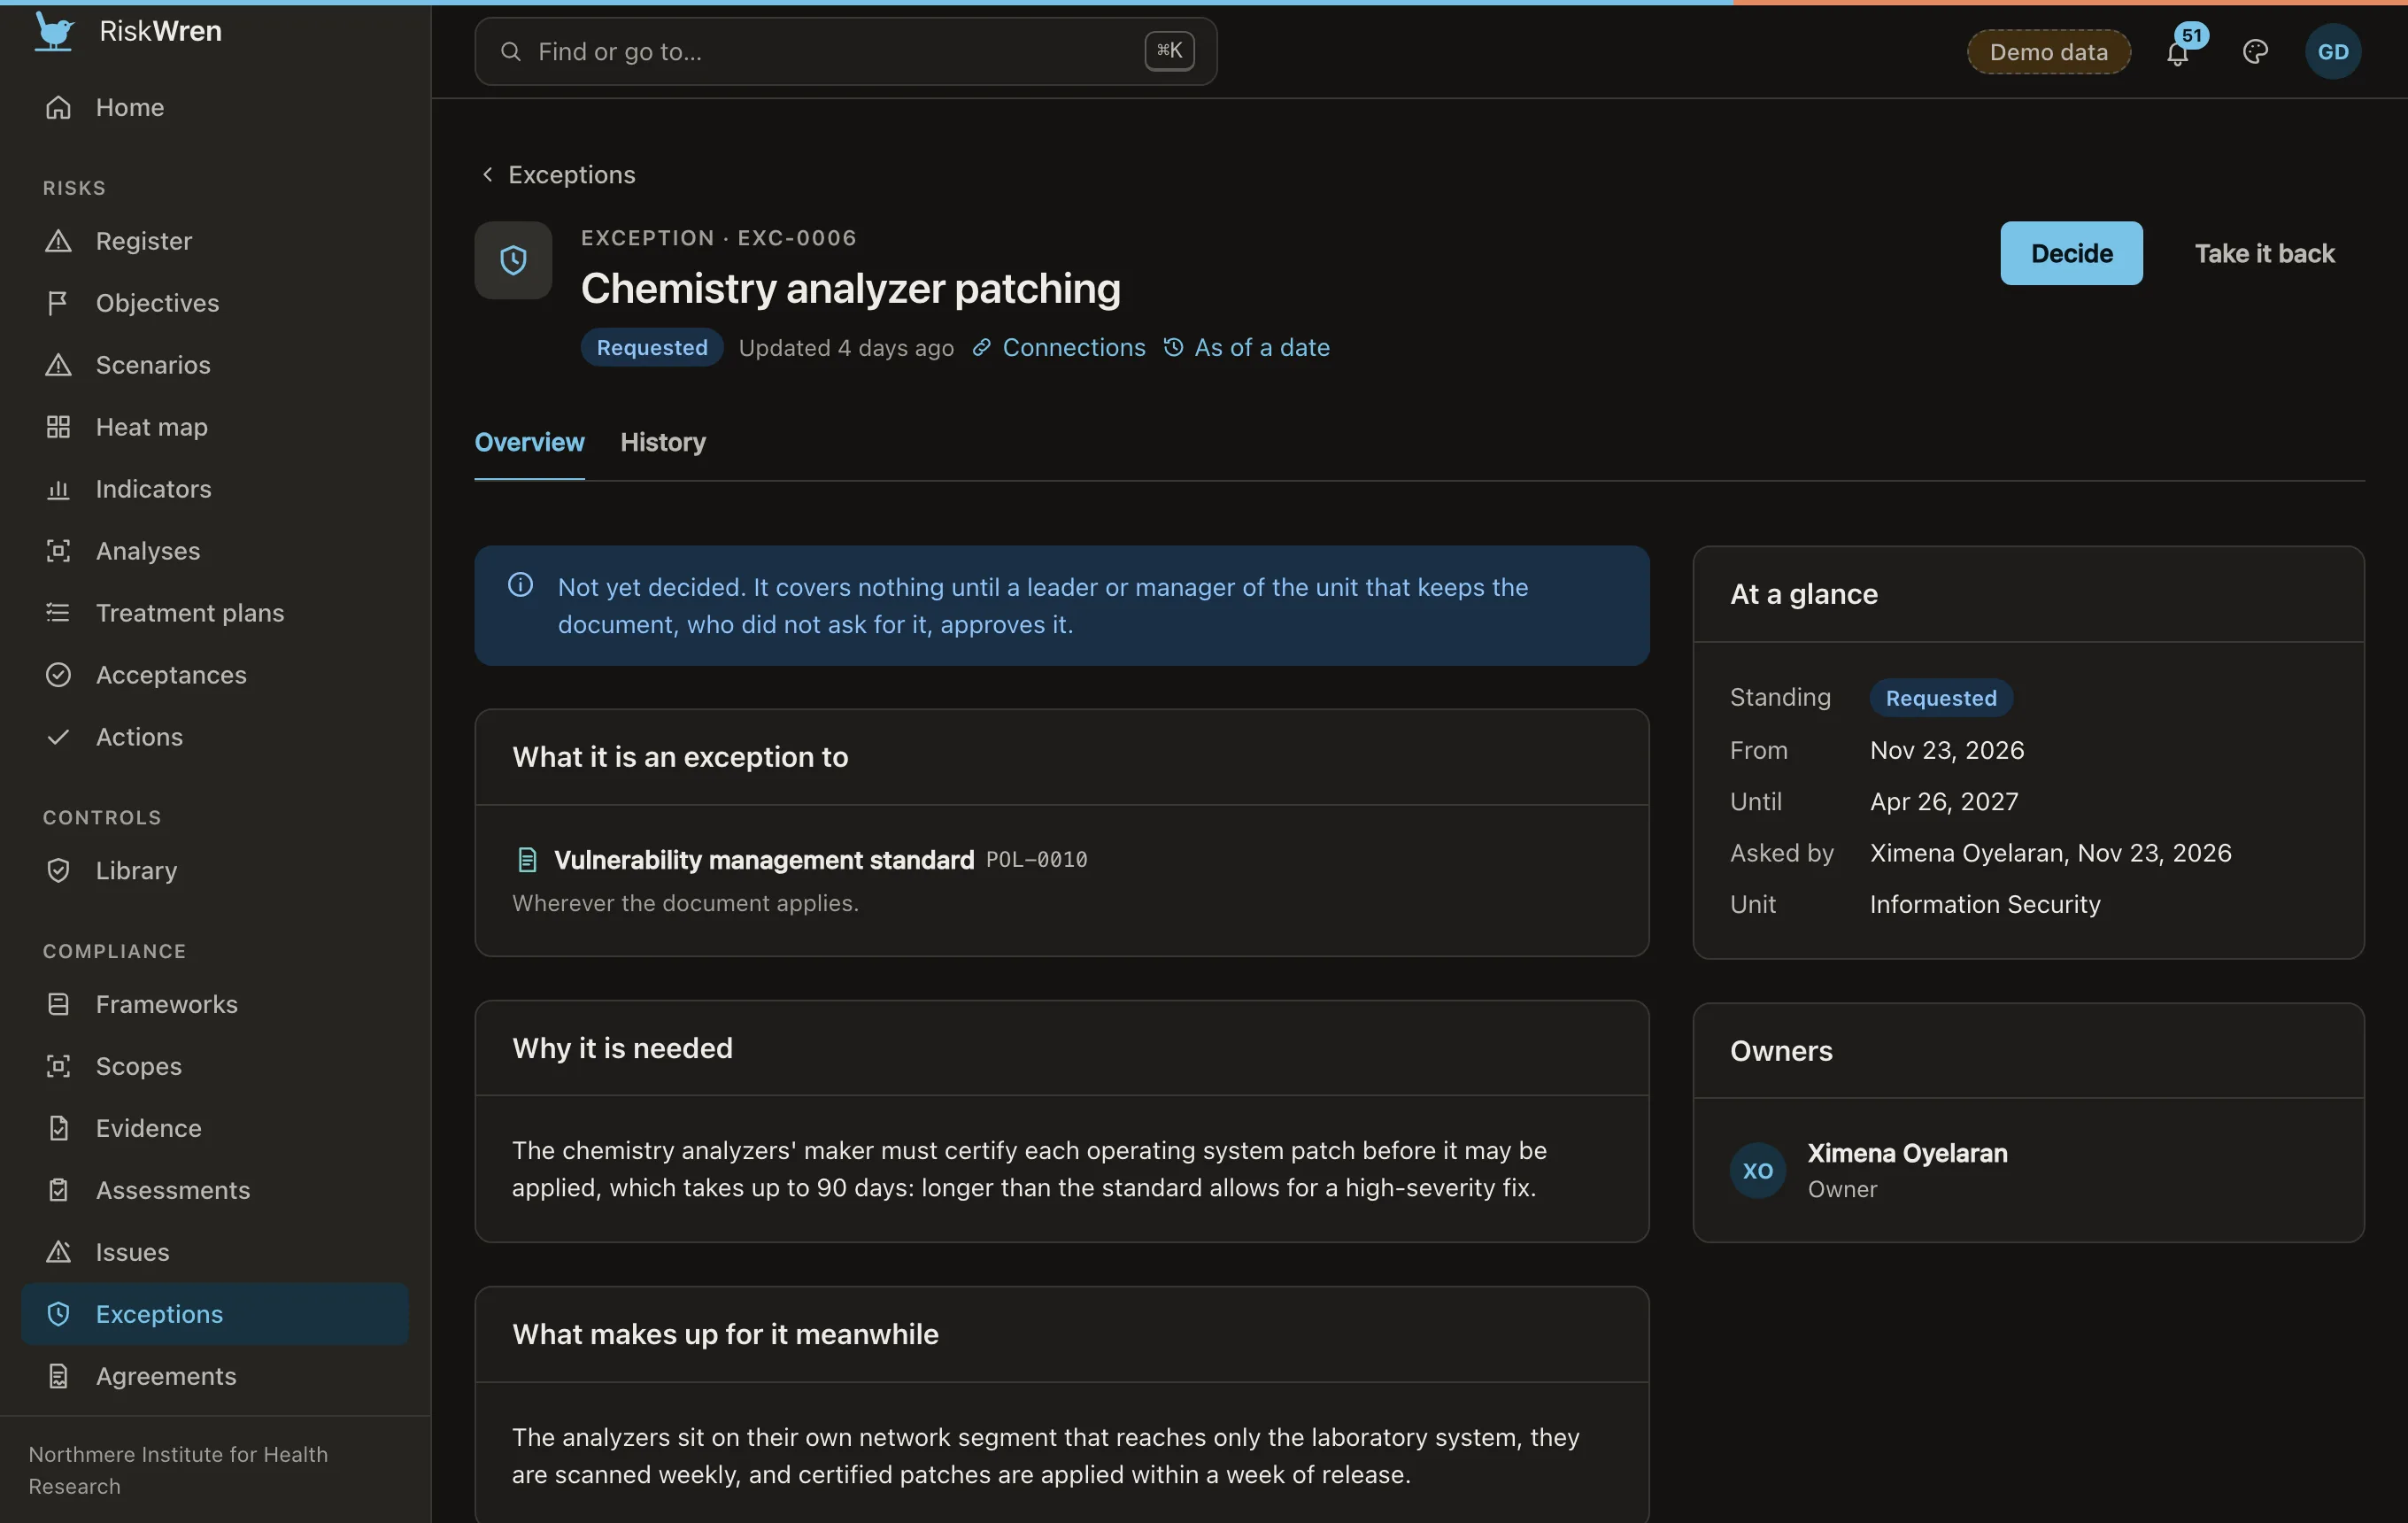 RiskWren
Find or go to...
⌘K
Demo data
51
GD
Home
RISKS
Register
Objectives
Scenarios
Heat map
Indicators
Analyses
Treatment plans
Acceptances
Actions
CONTROLS
Library
COMPLIANCE
Frameworks
Scopes
Evidence
Assessments
Issues
Exceptions
Agreements
Northmere Institute for Health
Research
Exceptions
EXCEPTION · EXC-0006
Chemistry analyzer patching
Requested
Updated 4 days ago
Connections
As of a date
Decide
Take it back
Overview
History
Not yet decided. It covers nothing until a leader or manager of the unit that keeps the
document, who did not ask for it, approves it.
What it is an exception to
Vulnerability management standard POL-0010
Wherever the document applies.
Why it is needed
The chemistry analyzers' maker must certify each operating system patch before it may be
applied, which takes up to 90 days: longer than the standard allows for a high-severity fix.
What makes up for it meanwhile
The analyzers sit on their own network segment that reaches only the laboratory system, they
are scanned weekly, and certified patches are applied within a week of release.
At a glance
Standing Requested
From Nov 23, 2026
Until Apr 26, 2027
Asked by Ximena Oyelaran, Nov 23, 2026
Unit Information Security
Owners
XO
Ximena Oyelaran
Owner